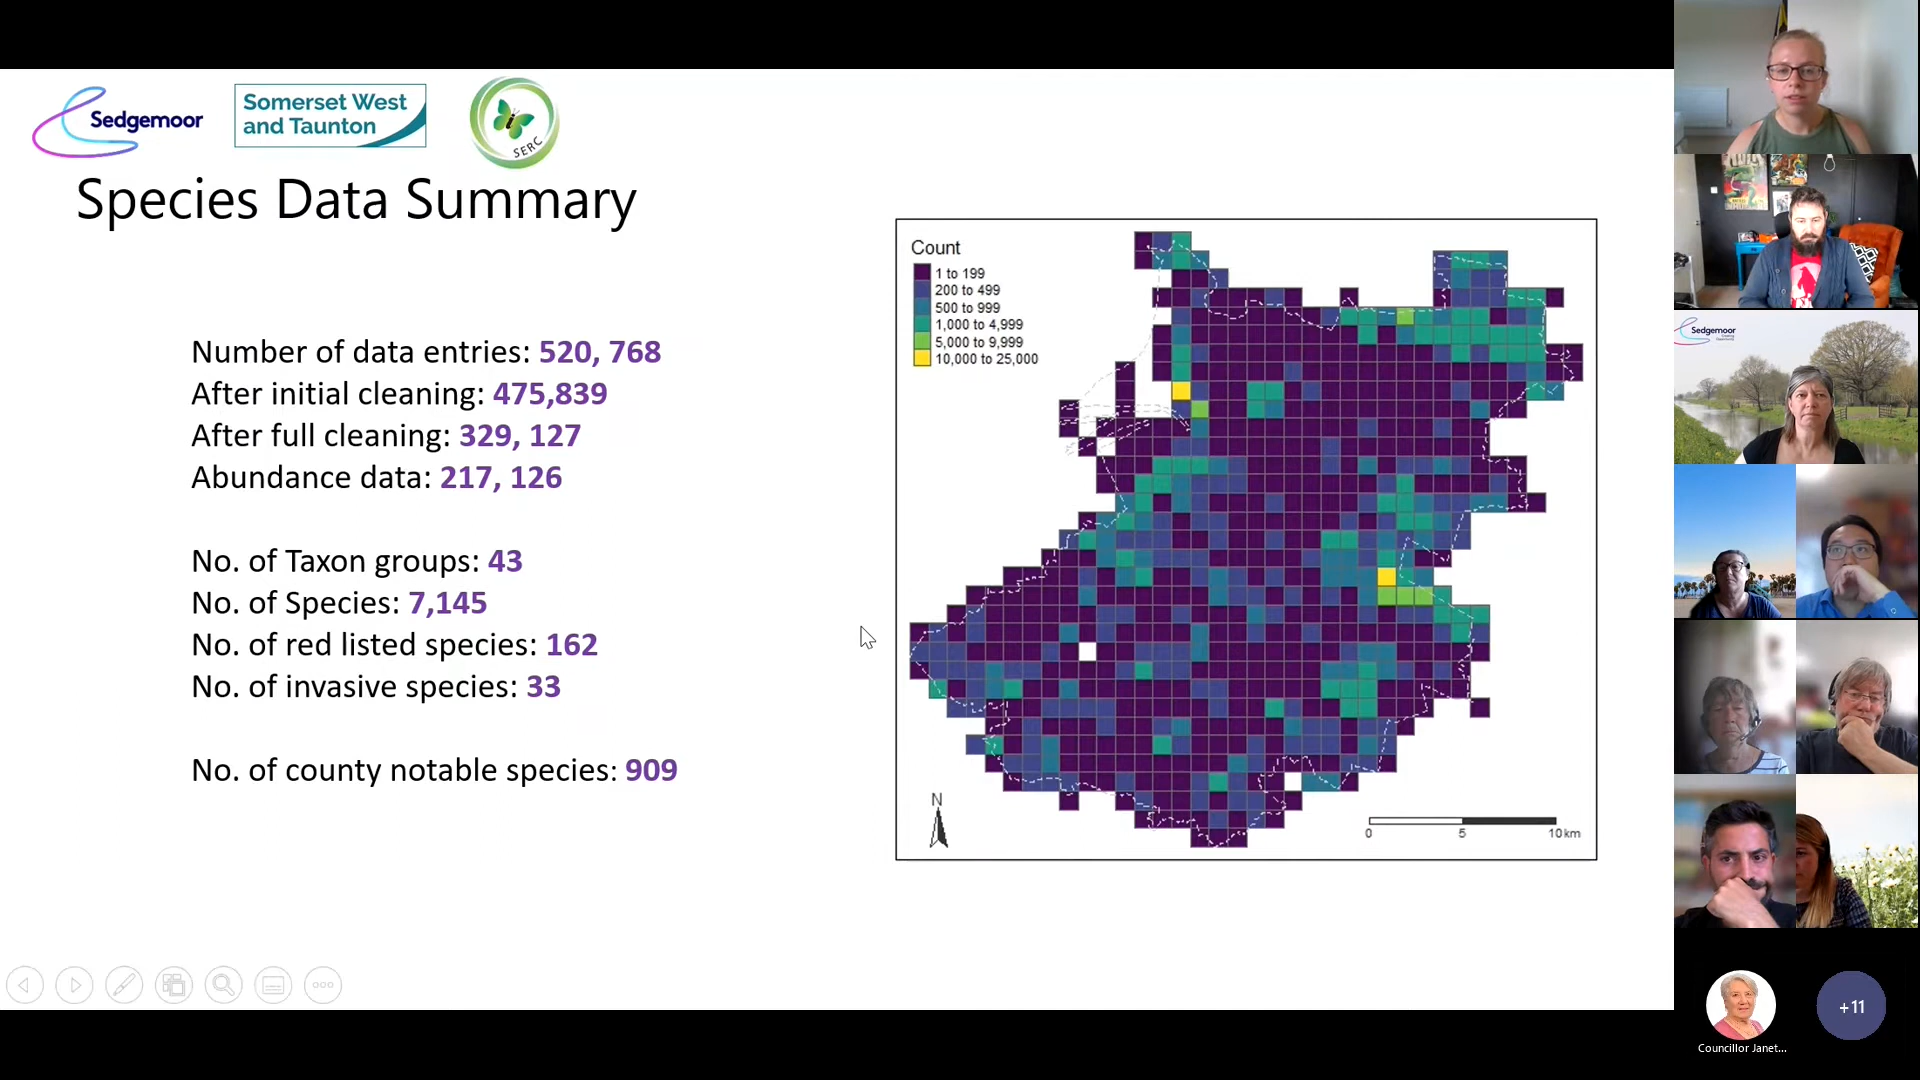 Sedgemoor
Somerset West
and Taunton
SERC
Species Data Summary
Number of data entries: 520, 768
After initial cleaning: 475,839
After full cleaning: 329, 127
Abundance data: 217, 126
No. of Taxon groups: 43
No. of Species: 7,145
No. of red listed species: 162
No. of invasive species: 33
No. of county notable species: 909
Count
1 to 199
200 to 499
500 to 999
1,000 to 4,999
5,000 to 9,999
10,000 to 25,000
N
0 5 10 km
Sedgemoor
Councillor Janet...
+11